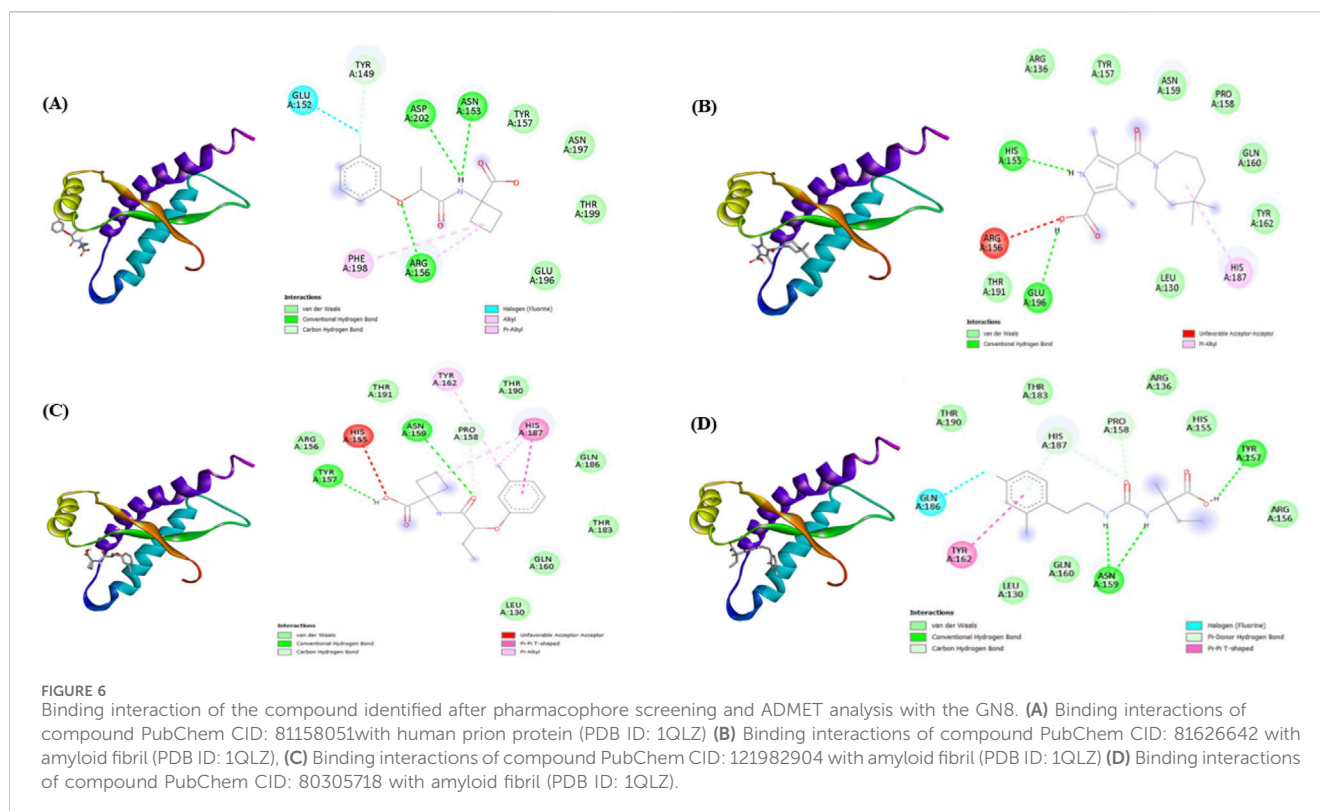 (A)
TYR
A:149
GLU
A:152
ASP
A:202
ASN
A:153
TYR
A:157
ASN
A:197
THR
A:199
GLU
A:196
ARG
A:156
PHE
A:198
H
N
O
O
O
O
Interactions
van der Waals
Conventional Hydrogen Bond
Carbon Hydrogen Bond
Halogen (Fluorine)
Alkyl
Pi-Alkyl
(B)
ARG
A:136
TYR
A:157
ASN
A:159
PRO
A:158
GLN
A:160
TYR
A:162
HIS
A:187
LEU
A:130
GLU
A:196
THR
A:191
ARG
A:156
HIS
A:155
H
N
O
N
O
H
O
Interactions
van der Waals
Conventional Hydrogen Bond
Unfavorable Acceptor-Acceptor
Pi-Alkyl
(C)
THR
A:191
TYR
A:162
THR
A:190
ARG
A:156
HIS
A:155
ASN
A:159
PRO
A:158
HIS
A:187
GLN
A:186
TYR
A:157
THR
A:183
GLN
A:160
LEU
A:130
H
O
O
N
O
O
Interactions
van der Waals
Conventional Hydrogen Bond
Carbon Hydrogen Bond
Unfavorable Acceptor-Acceptor
Pi-Pi T-shaped
Pi-Alkyl
(D)
THR
A:190
THR
A:183
ARG
A:136
HIS
A:187
PRO
A:158
HIS
A:155
TYR
A:157
GLN
A:186
ARG
A:156
TYR
A:162
LEU
A:130
GLN
A:160
ASN
A:159
N
H
O
N
H
O
O
H
Interactions
van der Waals
Conventional Hydrogen Bond
Carbon Hydrogen Bond
Halogen (Fluorine)
Pi-Donor Hydrogen Bond
Pi-Pi T-shaped
FIGURE 6
Binding interaction of the compound identified after pharmacophore screening and ADMET analysis with the GN8. (A) Binding interactions of
compound PubChem CID: 81158051with human prion protein (PDB ID: 1QLZ) (B) Binding interactions of compound PubChem CID: 81626642 with
amyloid fibril (PDB ID: 1QLZ), (C) Binding interactions of compound PubChem CID: 121982904 with amyloid fibril (PDB ID: 1QLZ) (D) Binding interactions
of compound PubChem CID: 80305718 with amyloid fibril (PDB ID: 1QLZ).